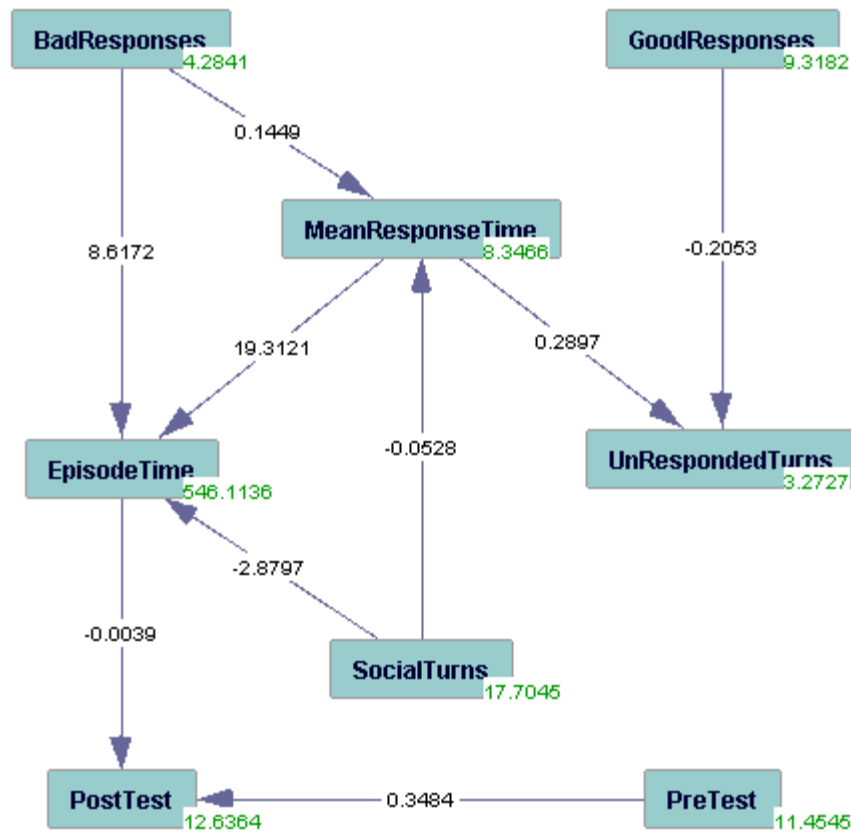 BadResponses
4.2841
GoodResponses
9.3182
0.1449
MeanResponseTime
8.3466
8.6172
-0.2053
19.3121
0.2897
-0.0528
EpisodeTime
546.1136
UnRespondedTurns
3.2727
-2.8797
-0.0039
SocialTurns
17.7045
PostTest
12.6364
0.3484
PreTest
11.4545